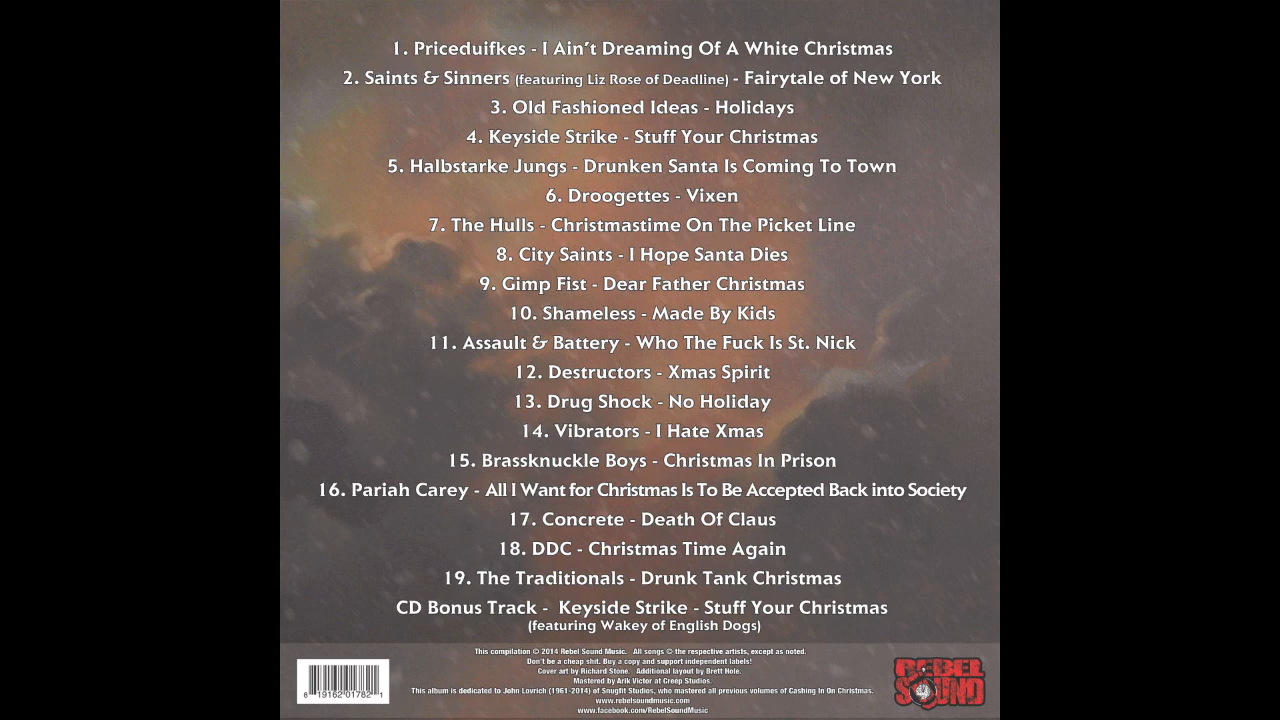 1. Priceduifkes - I Ain't Dreaming Of A White Christmas
2. Saints & Sinners (featuring Liz Rose of Deadline) - Fairytale of New York
3. Old Fashioned Ideas - Holidays
4. Keyside Strike - Stuff Your Christmas
5. Halbstarke Jungs - Drunken Santa Is Coming To Town
6. Droogettes - Vixen
7. The Hulls - Christmastime On The Picket Line
8. City Saints - I Hope Santa Dies
9. Gimp Fist - Dear Father Christmas
10. Shameless - Made By Kids
11. Assault & Battery - Who The Fuck Is St. Nick
12. Destructors - Xmas Spirit
13. Drug Shock - No Holiday
14. Vibrators - I Hate Xmas
15. Brassknuckle Boys - Christmas In Prison
16. Pariah Carey - All I Want for Christmas Is To Be Accepted Back into Society
17. Concrete - Death Of Claus
18. DDC - Christmas Time Again
19. The Traditionals - Drunk Tank Christmas
CD Bonus Track - Keyside Strike - Stuff Your Christmas
(featuring Wakey of English Dogs)
This compilation © 2014 Rebel Sound Music. All songs © the respective artists, except as noted.
Don't be a cheap shit. Buy a copy and support independent labels!
Cover art by Richard Stone. Additional layout by Brett Hole.
Mastered by Arik Victor at Creep Studios.
This album is dedicated to John Lovrich (1961-2014) of Snugfit Studios, who mastered all previous volumes of Cashing In On Christmas.
www.rebelsoundmusic.com
www.facebook.com/RebelSoundMusic
8 19162 01782 1
REBEL
SOUND